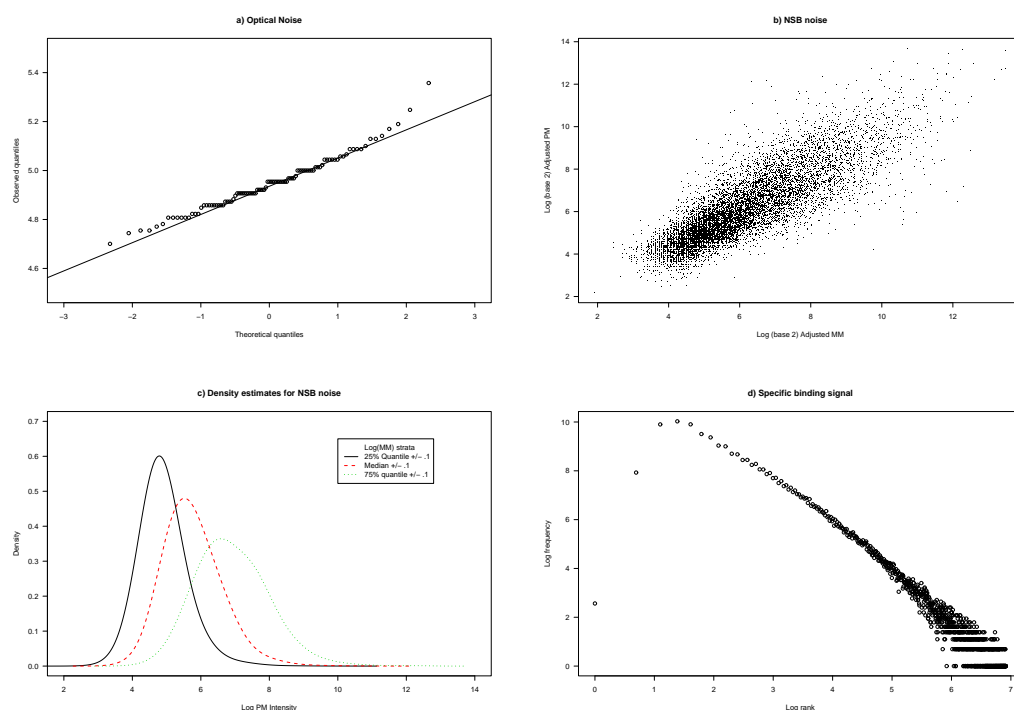 a) Optical Noise
5.4
5.2
5.0
4.8
4.6
Observed quantiles
−3 −2 −1 0 1 2 3
Theoretical quantiles
b) NSB noise
14
12
10
8
6
4
2
Log (base 2) Adjusted PM
2 4 6 8 10 12
Log (base 2) Adjusted MM
c) Density estimates for NSB noise
0.7
0.6
0.5
0.4
0.3
0.2
0.1
0.0
Density
Log(MM) strata
25% Quantile +/− .1
Median +/− .1
75% quantile +/− .1
2 4 6 8 10 12 14
Log PM Intensity
d) Specific binding signal
10
8
6
4
2
0
Log frequency
0 1 2 3 4 5 6 7
Log rank